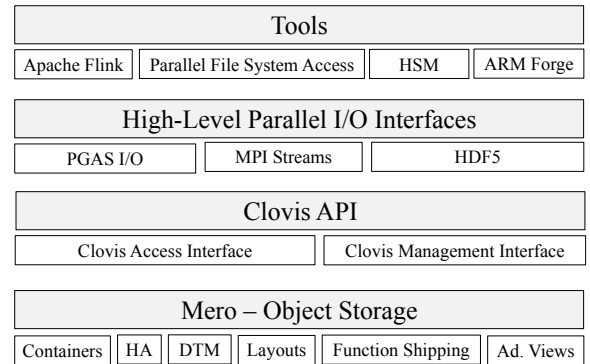 Tools
Apache Flink Parallel File System Access HSM ARM Forge
High-Level Parallel I/O Interfaces
PGAS I/O MPI Streams HDF5
Clovis API
Clovis Access Interface Clovis Management Interface
Mero – Object Storage
Containers HA DTM Layouts Function Shipping Ad. Views